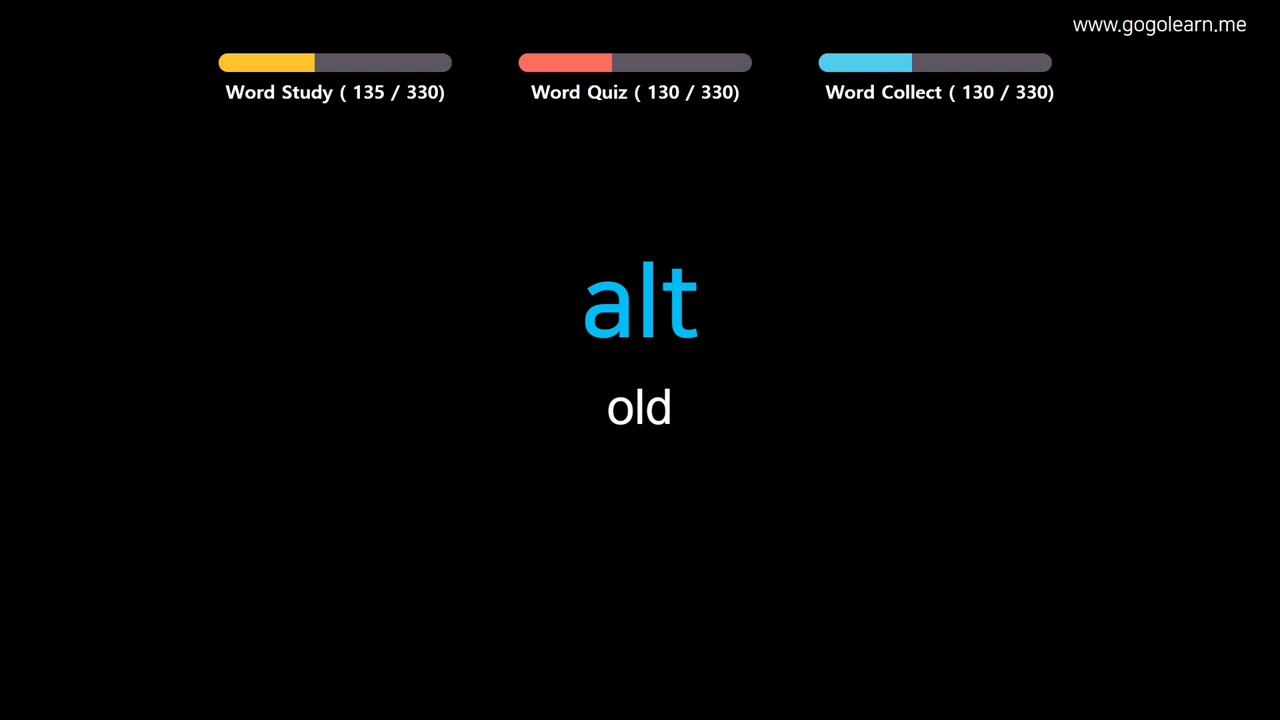 www.gogolearn.me
Word Study ( 135 / 330)
Word Quiz ( 130 / 330)
Word Collect ( 130 / 330)
alt
old